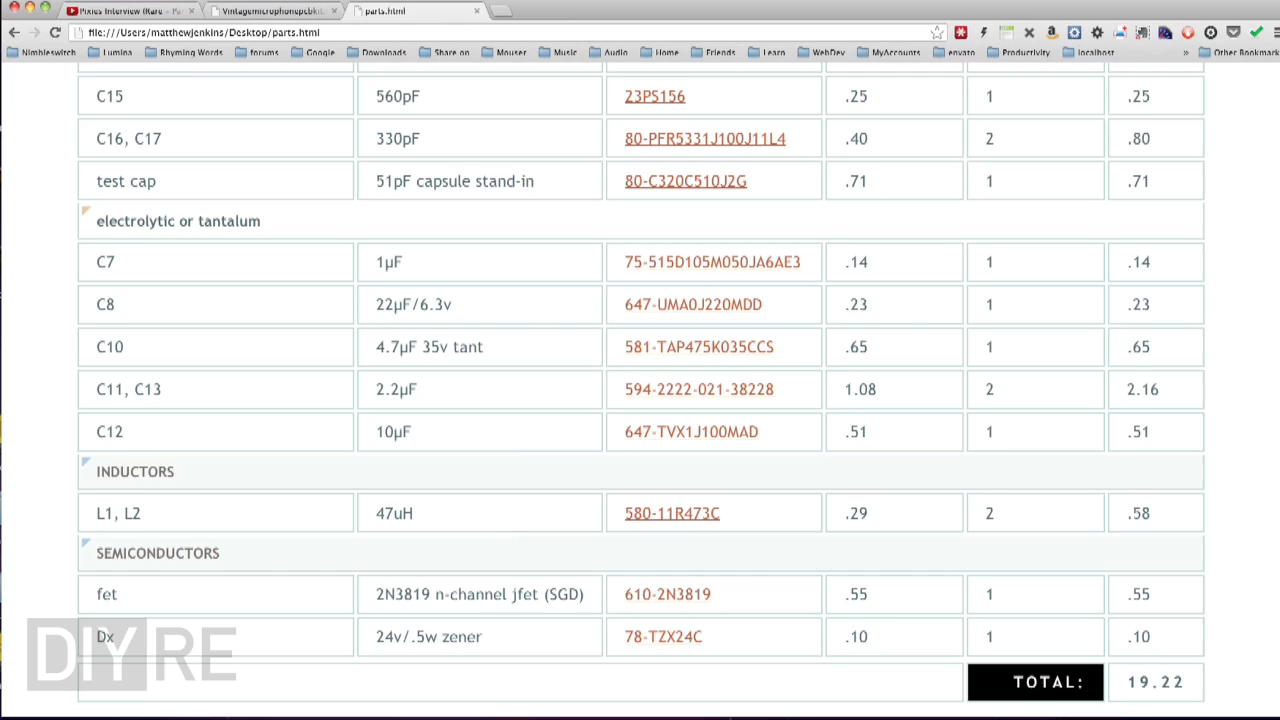 Pixies Interview (Rare – Par
Vintagemicrophonepcbkit.
parts.html
file:///Users/matthewjenkins/Desktop/parts.html
Nimbleswitch Lumina Rhyming Words forums Google Downloads Share on Mouser Music Audio Home Friends Learn WebDev MyAccounts envato Productivity localhost » Other Bookmark
C15 560pF 23PS156 .25 1 .25
C16, C17 330pF 80-PFR5331J100J11L4 .40 2 .80
test cap 51pF capsule stand-in 80-C320C510J2G .71 1 .71
electrolytic or tantalum
C7 1µF 75-515D105M050JA6AE3 .14 1 .14
C8 22µF/6.3v 647-UMA0J220MDD .23 1 .23
C10 4.7µF 35v tant 581-TAP475K035CCS .65 1 .65
C11, C13 2.2µF 594-2222-021-38228 1.08 2 2.16
C12 10µF 647-TVX1J100MAD .51 1 .51
INDUCTORS
L1, L2 47uH 580-11R473C .29 2 .58
SEMICONDUCTORS
fet 2N3819 n-channel jfet (SGD) 610-2N3819 .55 1 .55
Dx 24v/.5w zener 78-TZX24C .10 1 .10
DIYRE
TOTAL: 19.22